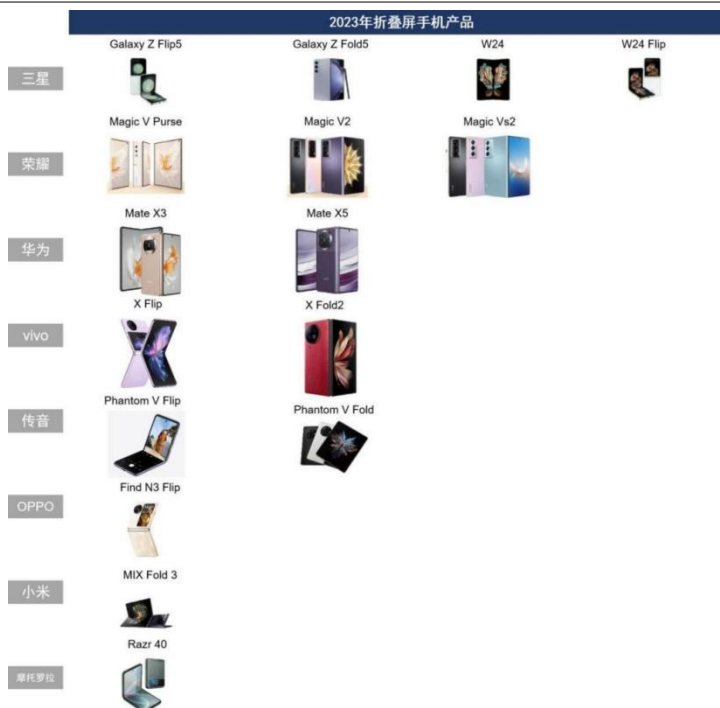 2023年折叠屏手机产品
Galaxy Z Flip5 Galaxy Z Fold5 W24 W24 Flip
三星
Magic V Purse Magic V2 Magic Vs2
荣耀
Mate X3 Mate X5
华为
X Flip X Fold2
vivo
Phantom V Flip Phantom V Fold
传音
Find N3 Flip
OPPO
MIX Fold 3
小米
Razr 40
摩托罗拉